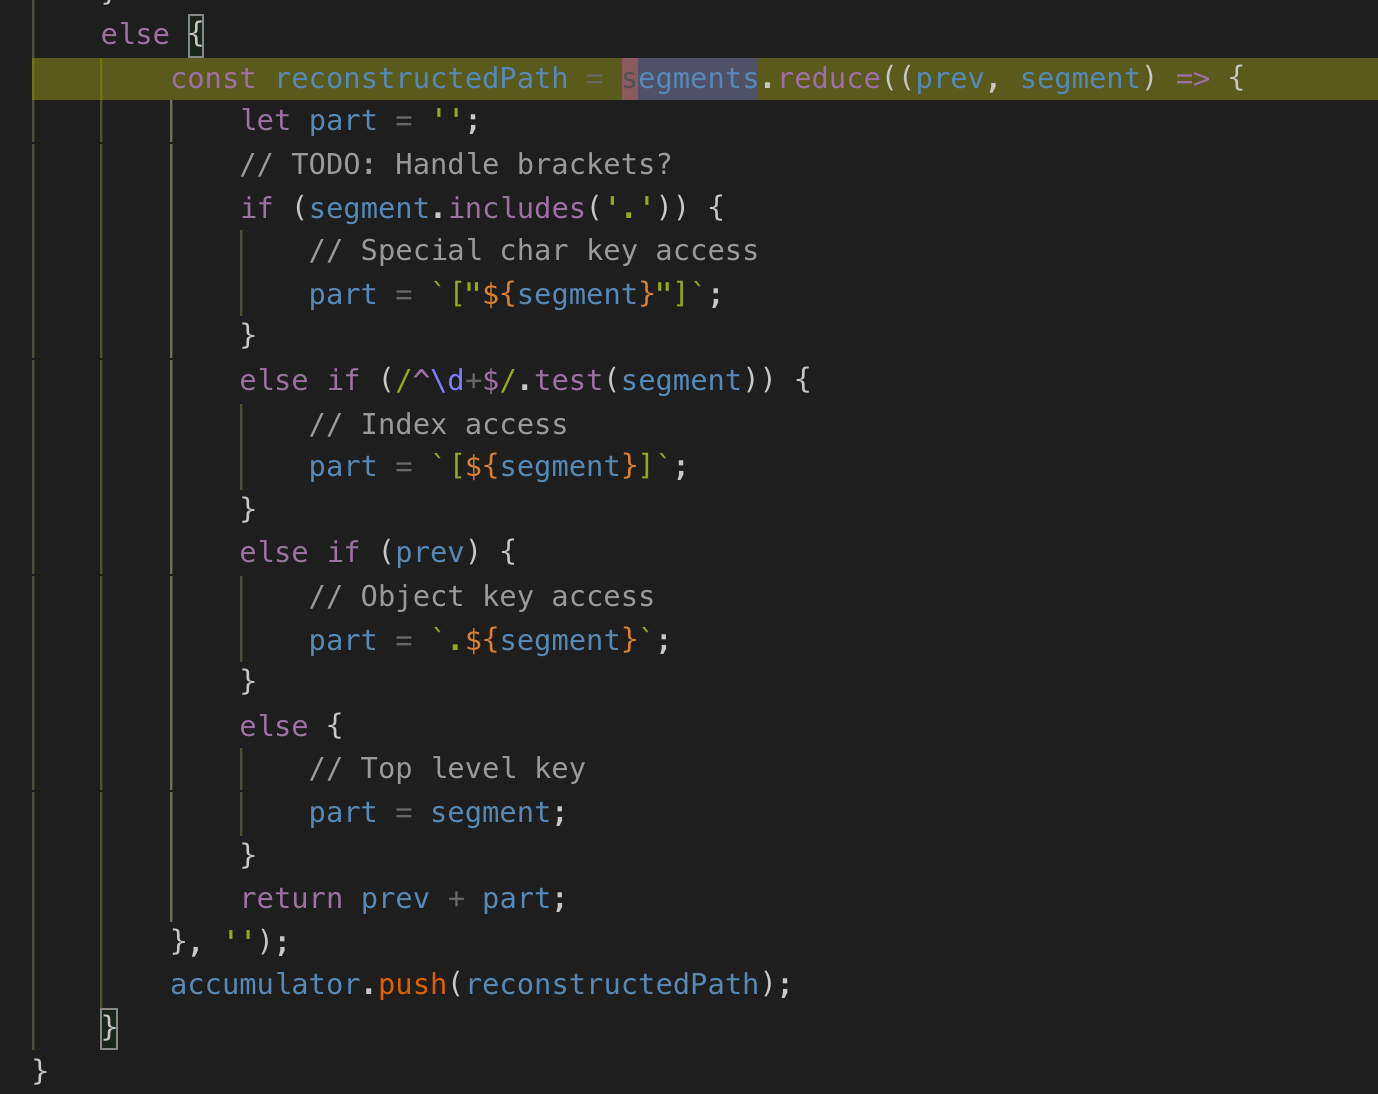 }
else {
const reconstructedPath = segments.reduce((prev, segment) => {
let part = '';
// TODO: Handle brackets?
if (segment.includes('.')) {
// Special char key access
part = `["${segment}"]`;
}
else if (/^\d+$/.test(segment)) {
// Index access
part = `[${segment}]`;
}
else if (prev) {
// Object key access
part = `.${segment}`;
}
else {
// Top level key
part = segment;
}
return prev + part;
}, '');
accumulator.push(reconstructedPath);
}
}